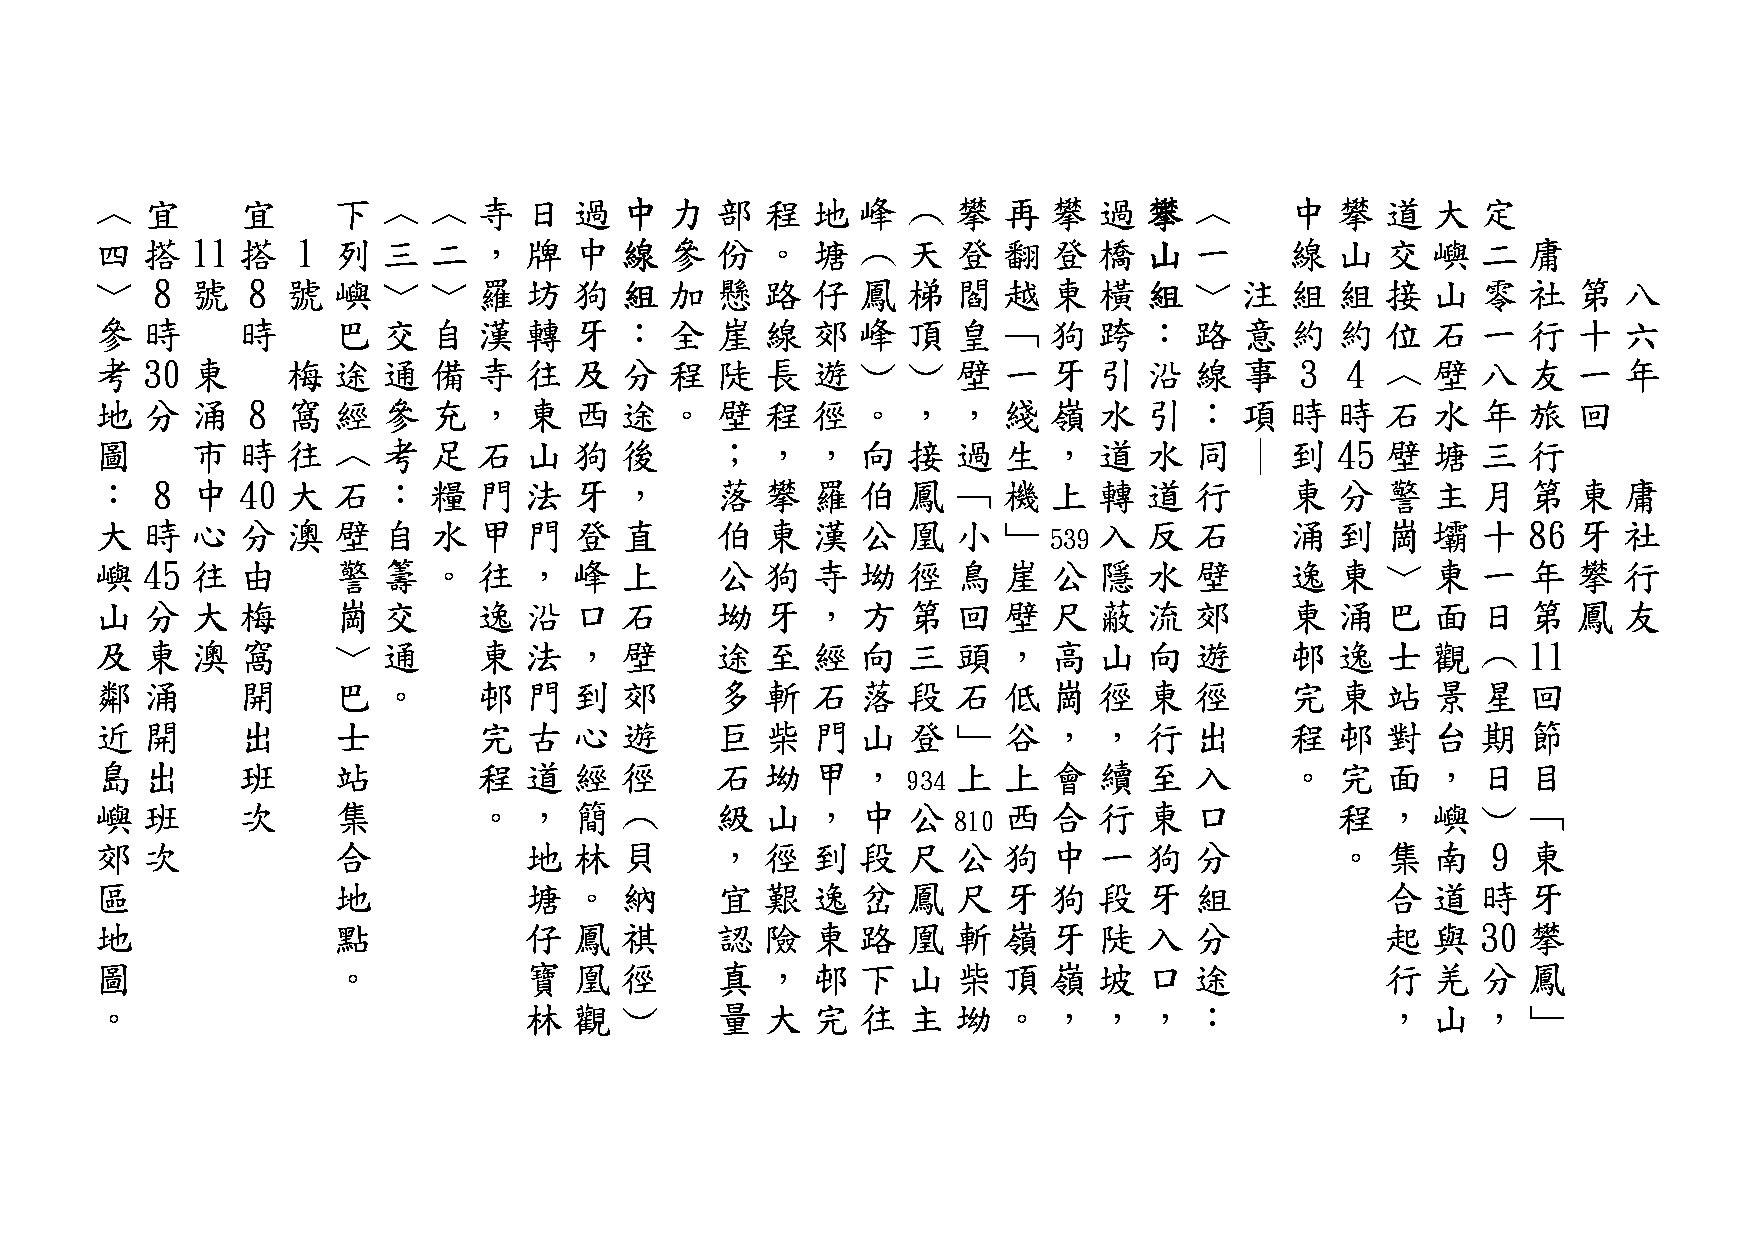 八六年　　庸社行友
第十一回　東牙攀鳳
庸社行友旅行第86年第11回節目「東牙攀鳳」
定二零一八年三月十一日（星期日）9時30分，
大嶼山石壁水塘主壩東面觀景台，嶼南道與羌山
道交接位〈石壁警崗〉巴士站對面，集合起行，
攀山組約4時45分到東涌逸東邨完程。
中線組約3時到東涌逸東邨完程。
注意事項｜
〈一〉路線：同行石壁郊遊徑出入口分組分途：
攀山組：沿引水道反水流向東行至東狗牙入口，
過橋橫跨引水道轉入隱蔽山徑，續行一段陡坡，
攀登東狗牙嶺，上539公尺高崗，會合中狗牙嶺，
再翻越「一綫生機」崖壁，低谷上西狗牙嶺頂。
攀登閻皇壁，過「小鳥回頭石」上810公尺斬柴坳
（天梯頂），接鳳凰徑第三段登934公尺鳳凰山主
峰（鳳峰）。向伯公坳方向落山，中段岔路下往
地塘仔郊遊徑，羅漢寺，經石門甲，到逸東邨完
程。路線長程，攀東狗牙至斬柴坳山徑艱險，大
部份懸崖陡壁；落伯公坳途多巨石級，宜認真量
力參加全程。
中線組：分途後，直上石壁郊遊徑（貝納祺徑）
過中狗牙及西狗牙登峰口，到心經簡林。鳳凰觀
日牌坊轉往東山法門，沿法門古道，地塘仔寶林
寺，羅漢寺，石門甲往逸東邨完程。
〈二〉自備充足糧水。
〈三〉交通參考：自籌交通。
下列嶼巴途經〈石壁警崗〉巴士站集合地點。
1號　梅窩往大澳
宜搭8時　8時40分由梅窩開出班次
11號　東涌市中心往大澳
宜搭8時30分　8時45分東涌開出班次
〈四〉參考地圖：大嶼山及鄰近島嶼郊區地圖。